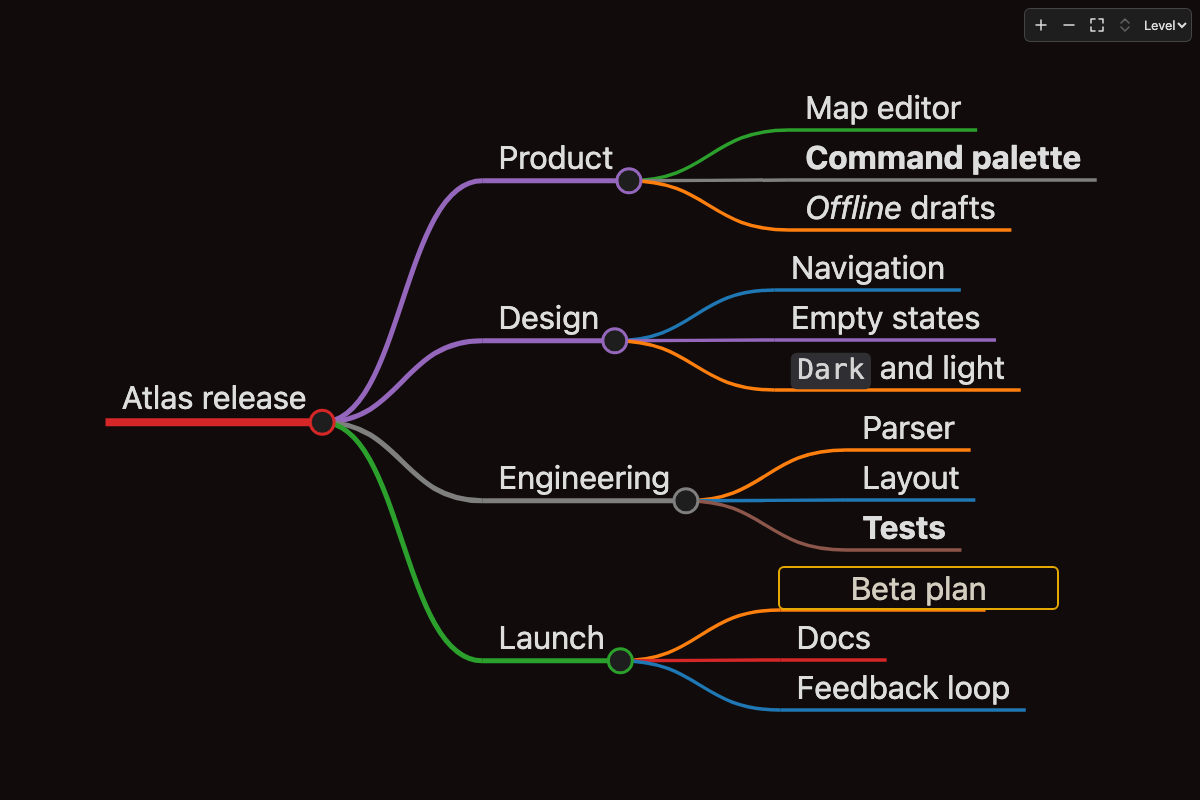 Level
Map editor
Product
Command palette
Offline drafts
Navigation
Design
Empty states
Dark and light
Atlas release
Parser
Engineering
Layout
Tests
Beta plan
Launch
Docs
Feedback loop